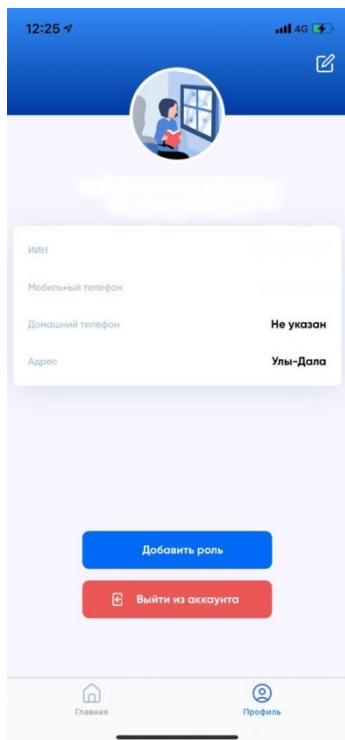 12:25
4G
ИИН
Мобильный телефон
Домашний телефон Не указан
Адрес Улы-Дала
Добавить роль
Выйти из аккаунта
Главная Профиль